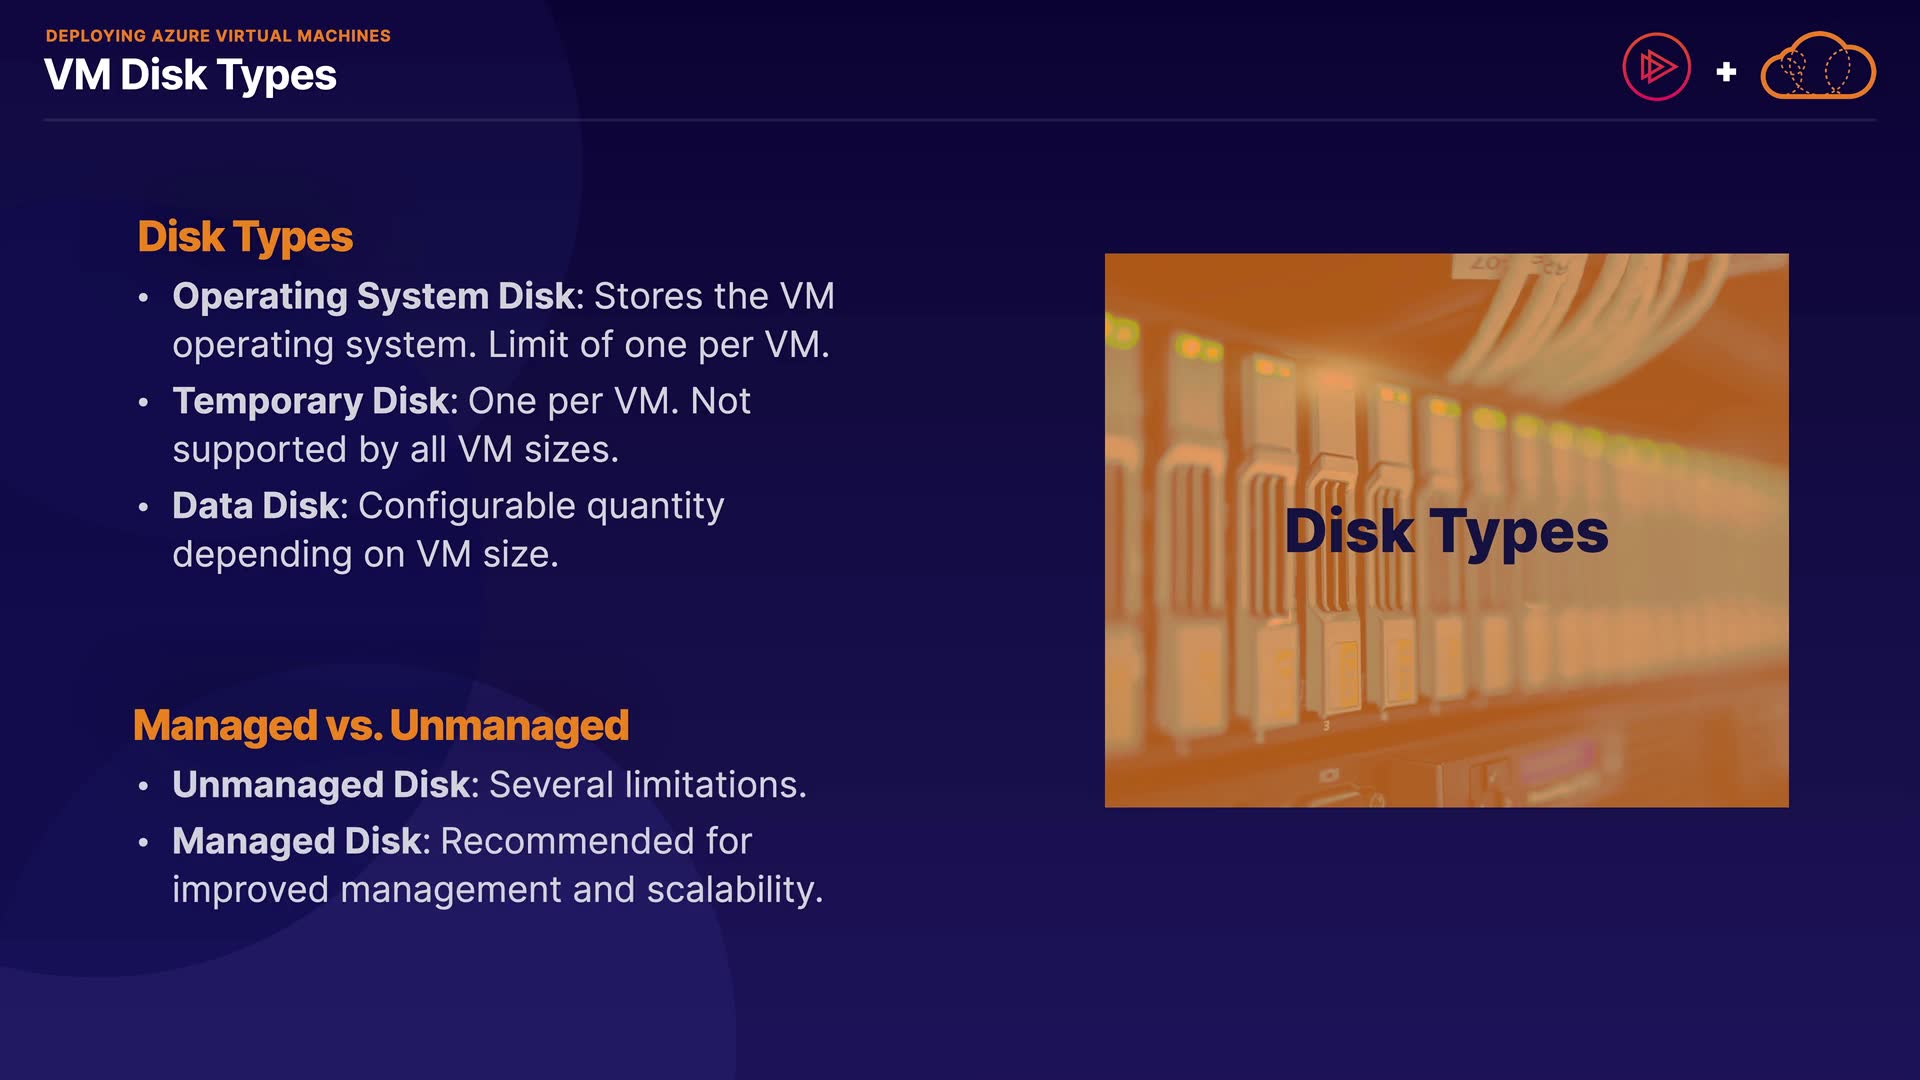 DEPLOYING AZURE VIRTUAL MACHINES
VM Disk Types
Disk Types
• Operating System Disk: Stores the VM
operating system. Limit of one per VM.
• Temporary Disk: One per VM. Not
supported by all VM sizes.
• Data Disk: Configurable quantity
depending on VM size.
Managed vs. Unmanaged
• Unmanaged Disk: Several limitations.
• Managed Disk: Recommended for
improved management and scalability.
Disk Types
3